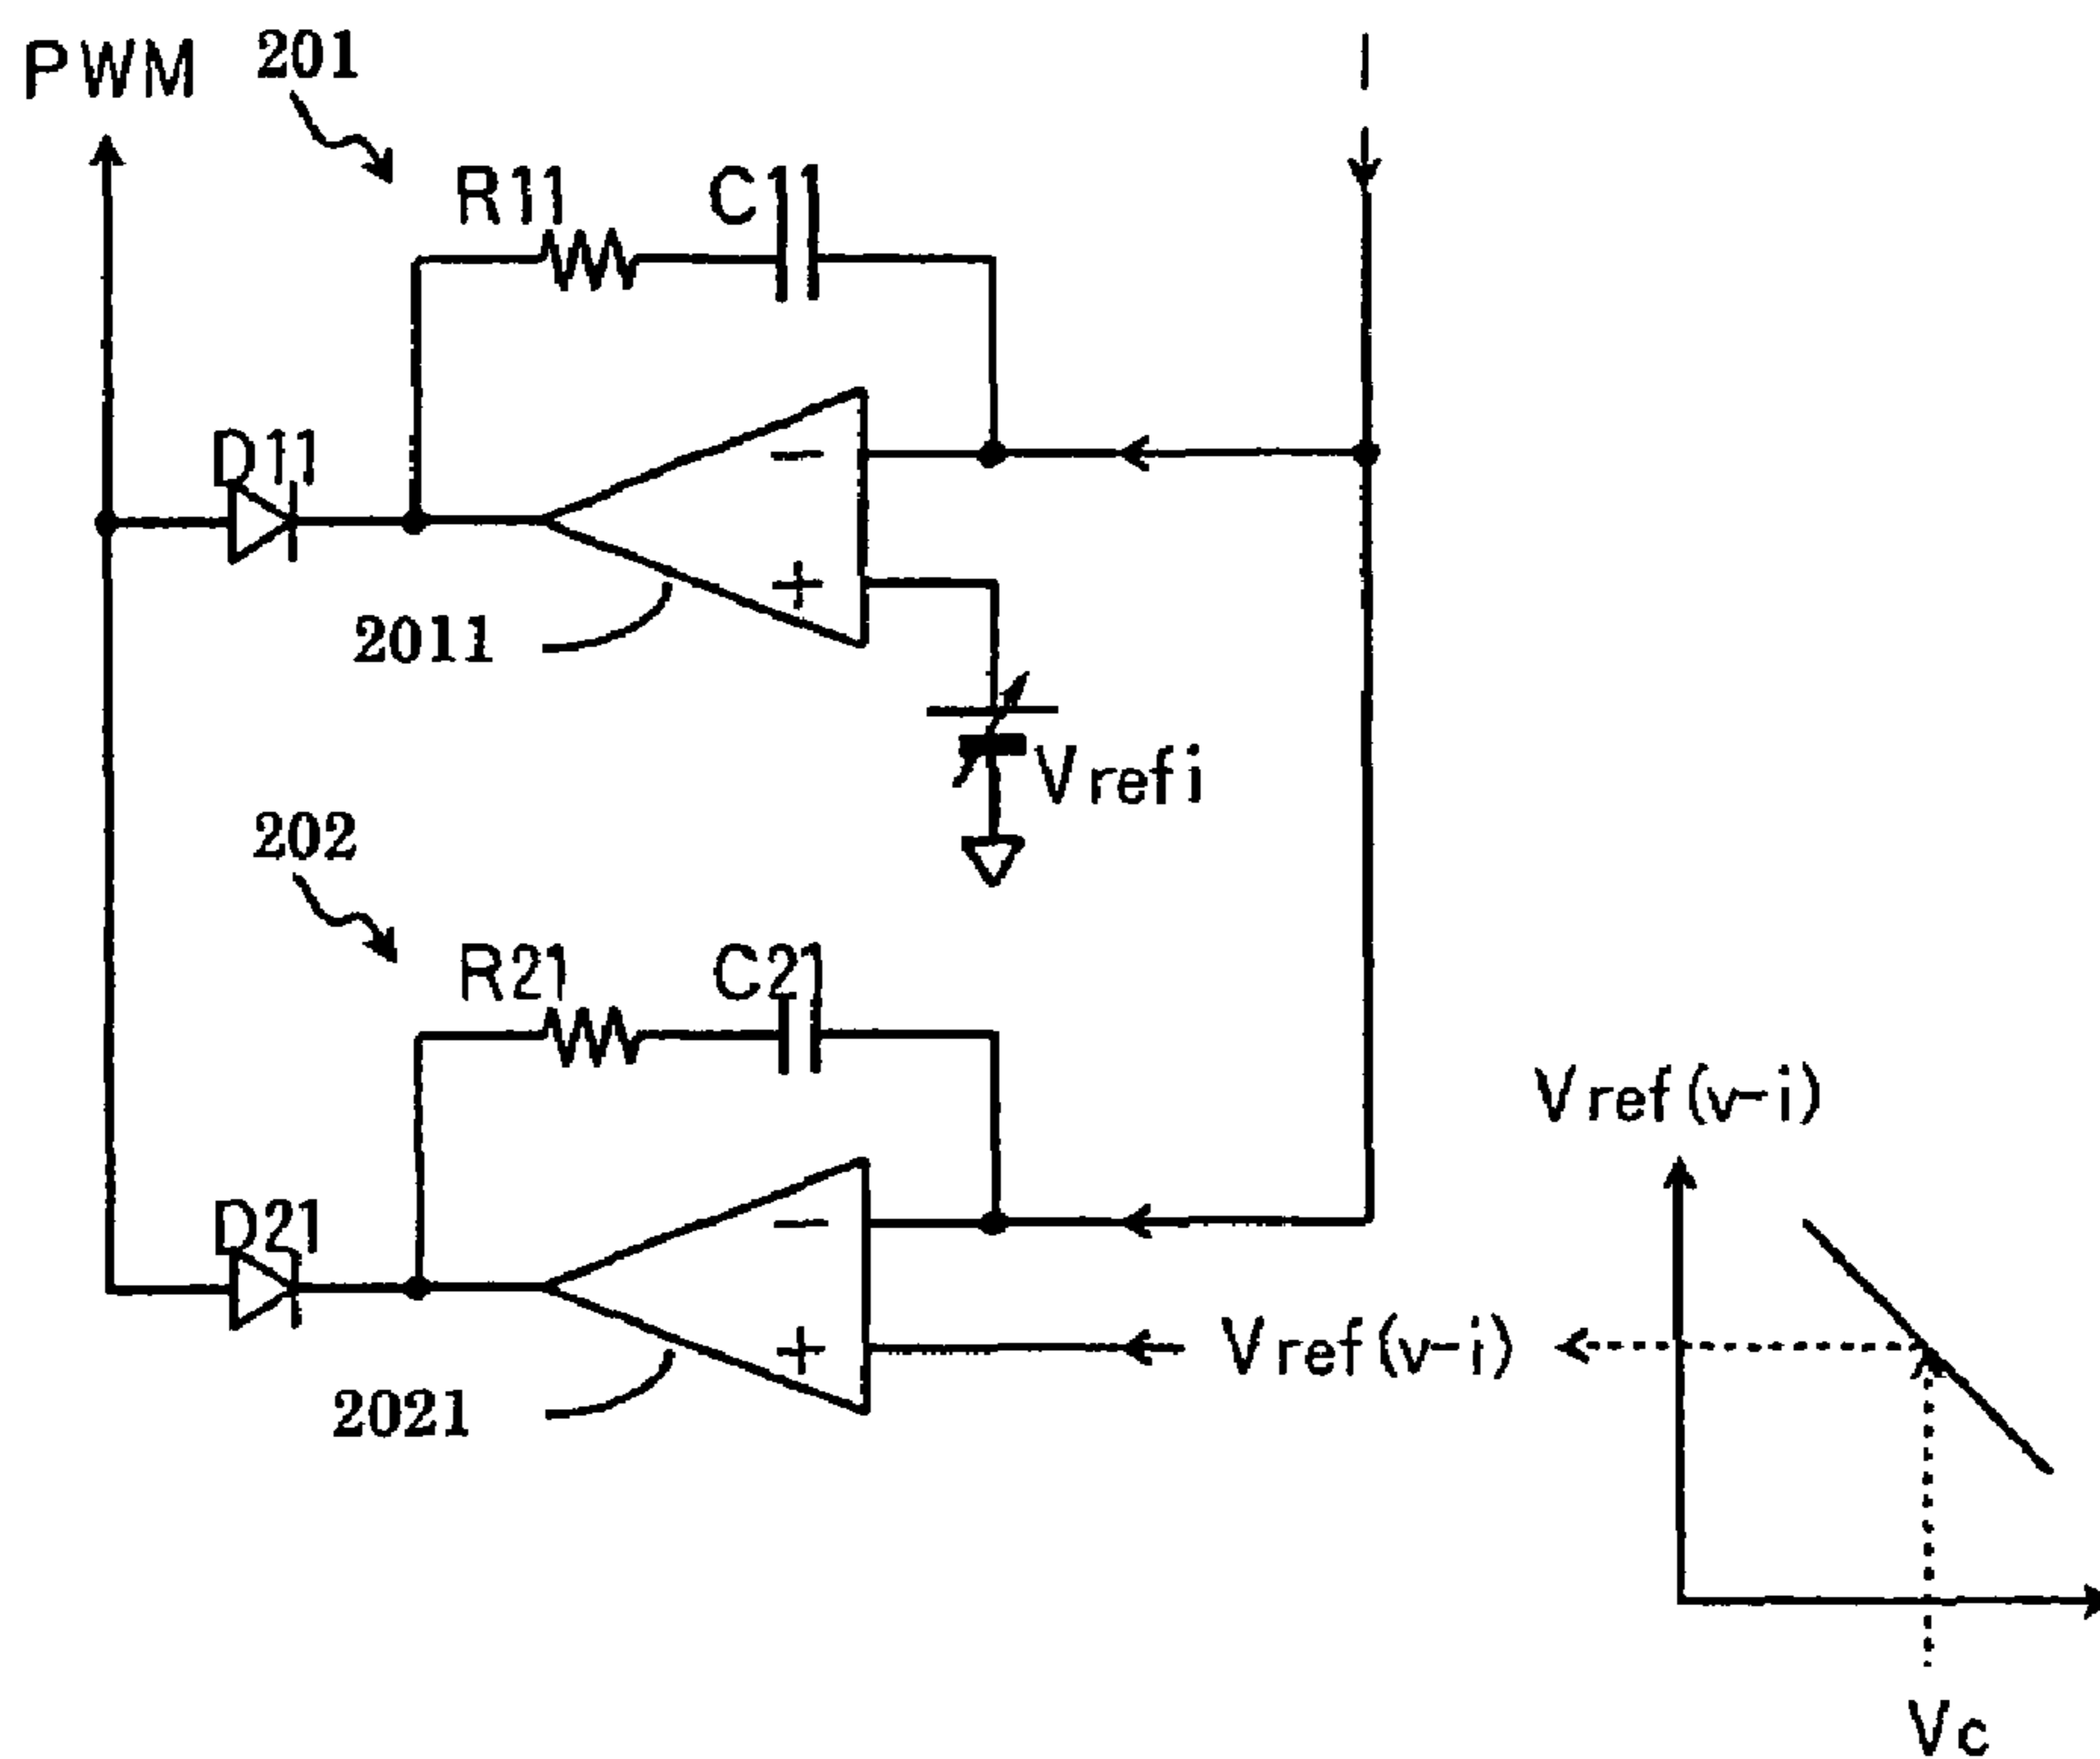 PWM
201
I
R11
C11
D11
−
+
2011
Vrefi
202
R21
C21
Vref(v−i)
D21
−
+
Vref(v−i)
2021
Vc